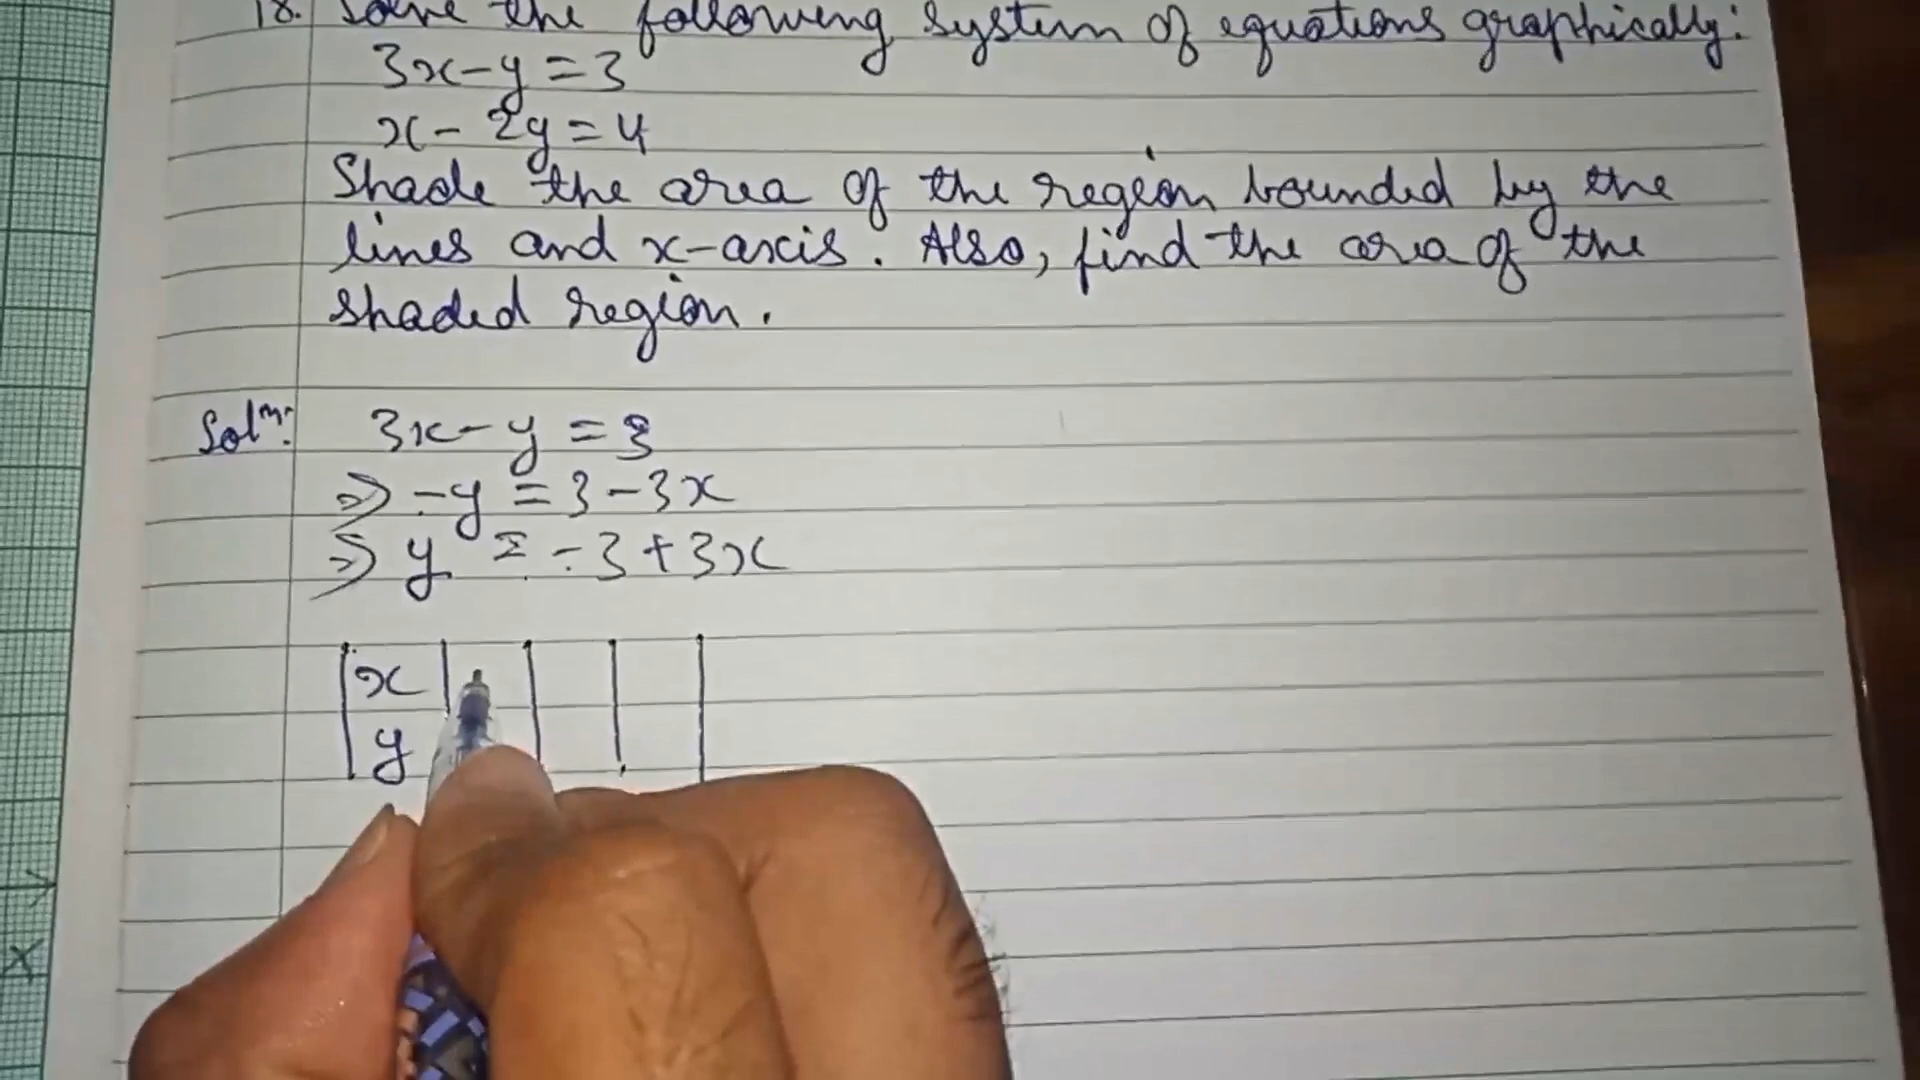 18. Solve the following system of equations graphically:
3x-y=3
x-2y=4
Shade the area of the region bounded by the
lines and x-axis. Also, find the area of the
shaded region.
Solⁿ: 3x-y=3
⇒ -y=3-3x
⇒ y=-3+3x
x
y
X